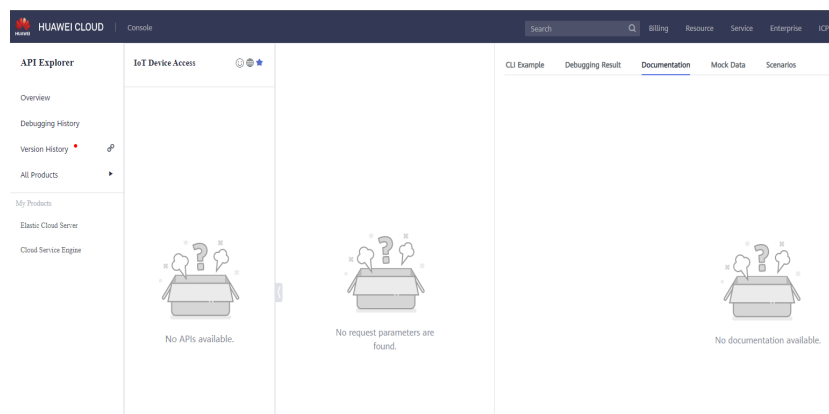 HUAWEI
HUAWEI CLOUD
Console
Search
Billing
Resource
Service
Enterprise
ICP
API Explorer
Overview
Debugging History
Version History
All Products
My Products
Elastic Cloud Server
Cloud Service Engine
IoT Device Access
No APIs available.
No request parameters are
found.
CLI Example
Debugging Result
Documentation
Mock Data
Scenarios
No documentation available.